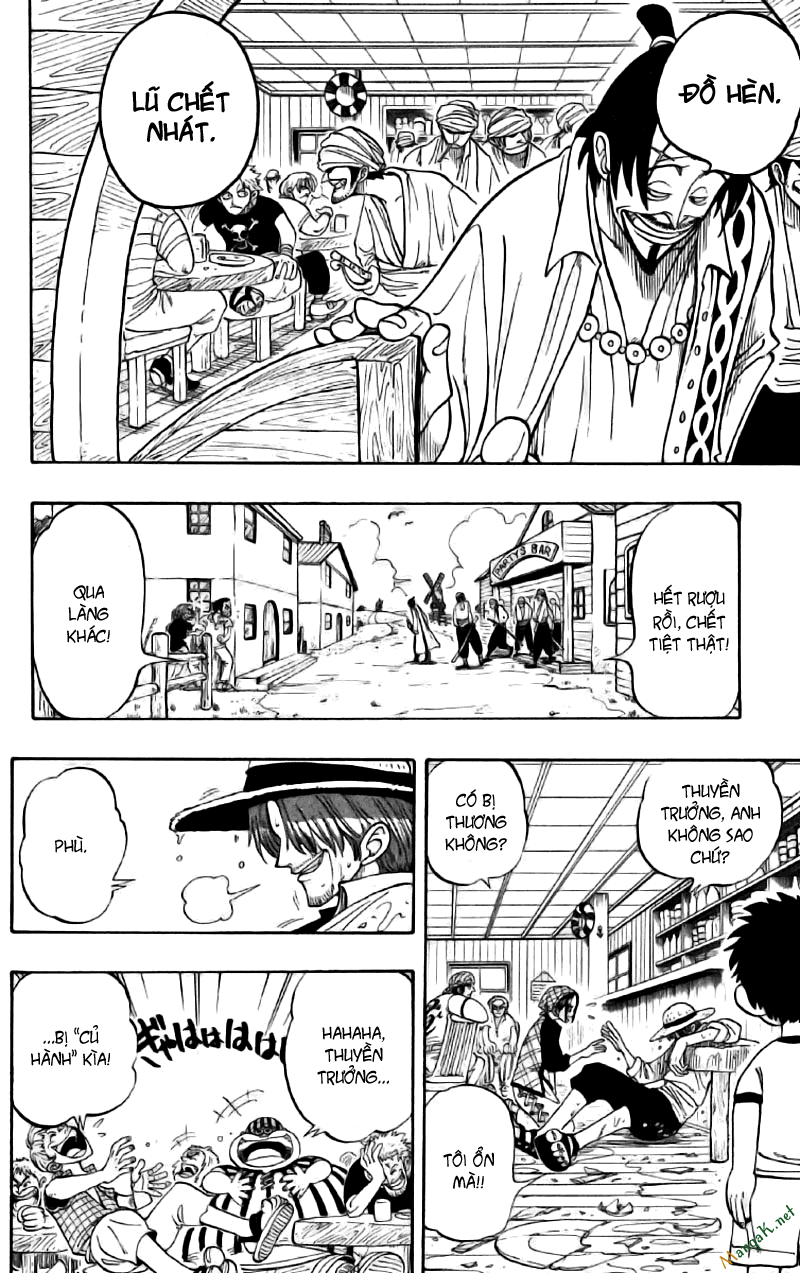 ĐỒ HÈN.
LŨ CHẾT
NHÁT.
HẾT RƯỢU
RỒI, CHẾT
TIỆT THẬT!
PARTYS BAR
QUA
LÀNG
KHÁC!
THUYỀN
TRƯỞNG, ANH
KHÔNG SAO
CHỨ?
CÓ BỊ
THƯƠNG
KHÔNG?
TÔI ỔN
MÀ!!
PHÙ.
HAHAHA,
THUYỀN
TRƯỞNG...
ぎゃはははは
...BỊ "CỦ
HÀNH" KÌA!
MangaK.net